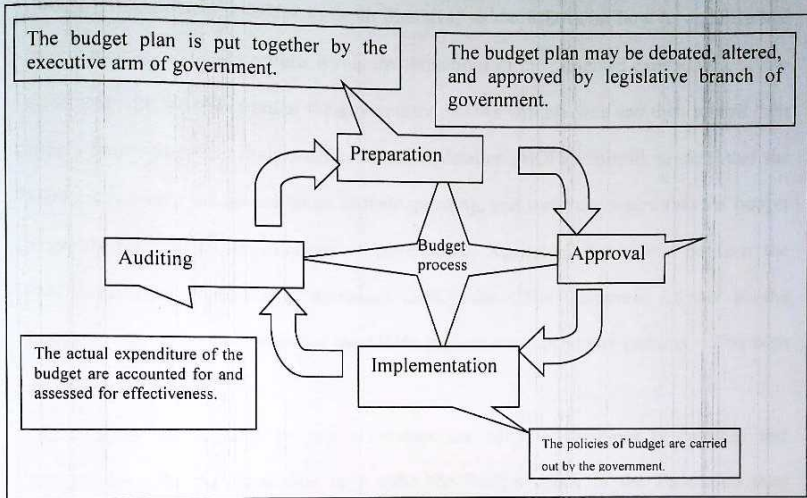 The budget plan is put together by the
executive arm of government.
The budget plan may be debated, altered,
and approved by legislative branch of
government.
Preparation
Auditing
Budget
process
Approval
Implementation
The actual expenditure of the
budget are accounted for and
assessed for effectiveness.
The policies of budget are carried
out by the government.